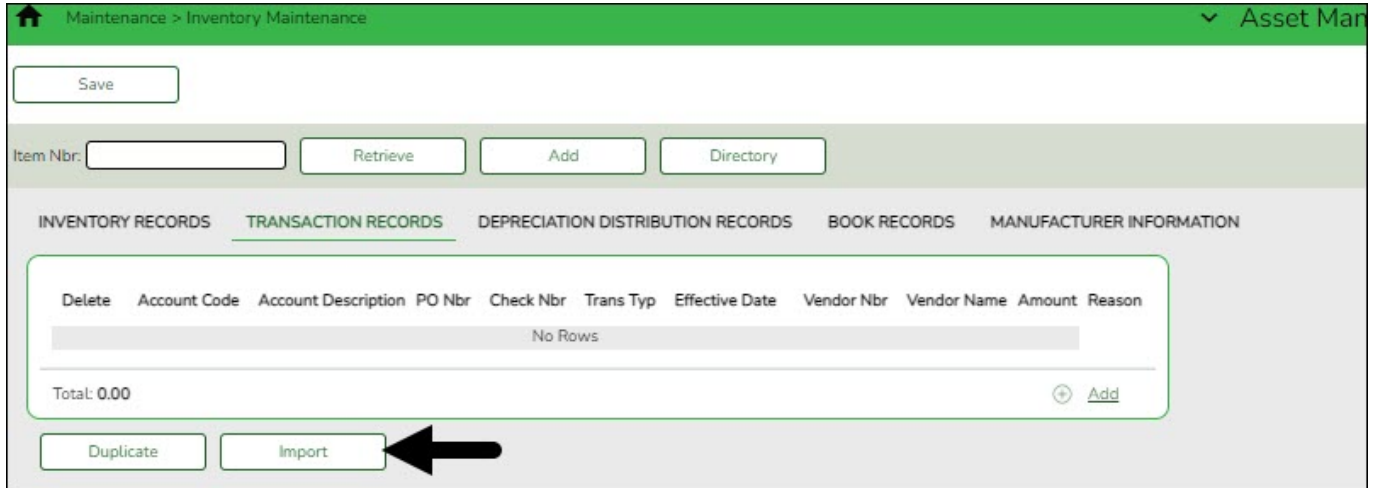 Maintenance > Inventory Maintenance
Asset Man
Save
Item Nbr: Retrieve Add Directory
INVENTORY RECORDS TRANSACTION RECORDS DEPRECIATION DISTRIBUTION RECORDS BOOK RECORDS MANUFACTURER INFORMATION
Delete Account Code Account Description PO Nbr Check Nbr Trans Typ Effective Date Vendor Nbr Vendor Name Amount Reason
No Rows
Total: 0.00 Add
Duplicate Import